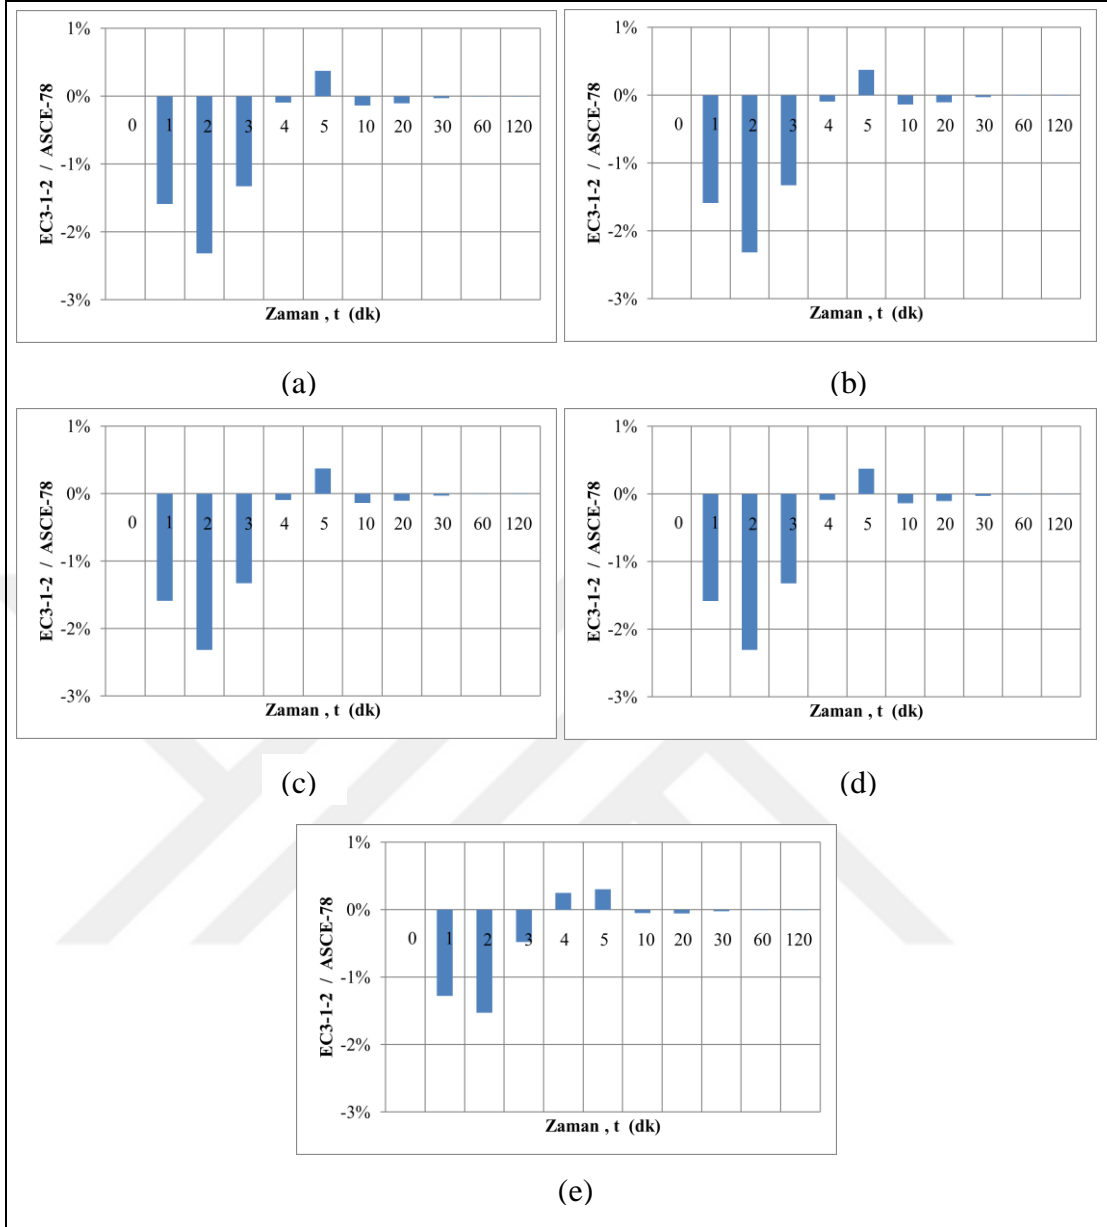 1%
0%
-1%
-2%
-3%
EC3-1-2 / ASCE-78
0 1 2 3 4 5 10 20 30 60 120
Zaman , t (dk)
(a)
1%
0%
-1%
-2%
-3%
EC3-1-2 / ASCE-78
0 1 2 3 4 5 10 20 30 60 120
Zaman , t (dk)
(b)
1%
0%
-1%
-2%
-3%
EC3-1-2 / ASCE-78
0 1 2 3 4 5 10 20 30 60 120
Zaman , t (dk)
(c)
1%
0%
-1%
-2%
-3%
EC3-1-2 / ASCE-78
0 1 2 3 4 5 10 20 30 60 120
Zaman , t (dk)
(d)
1%
0%
-1%
-2%
-3%
EC3-1-2 / ASCE-78
0 1 2 3 4 5 10 20 30 60 120
Zaman , t (dk)
(e)